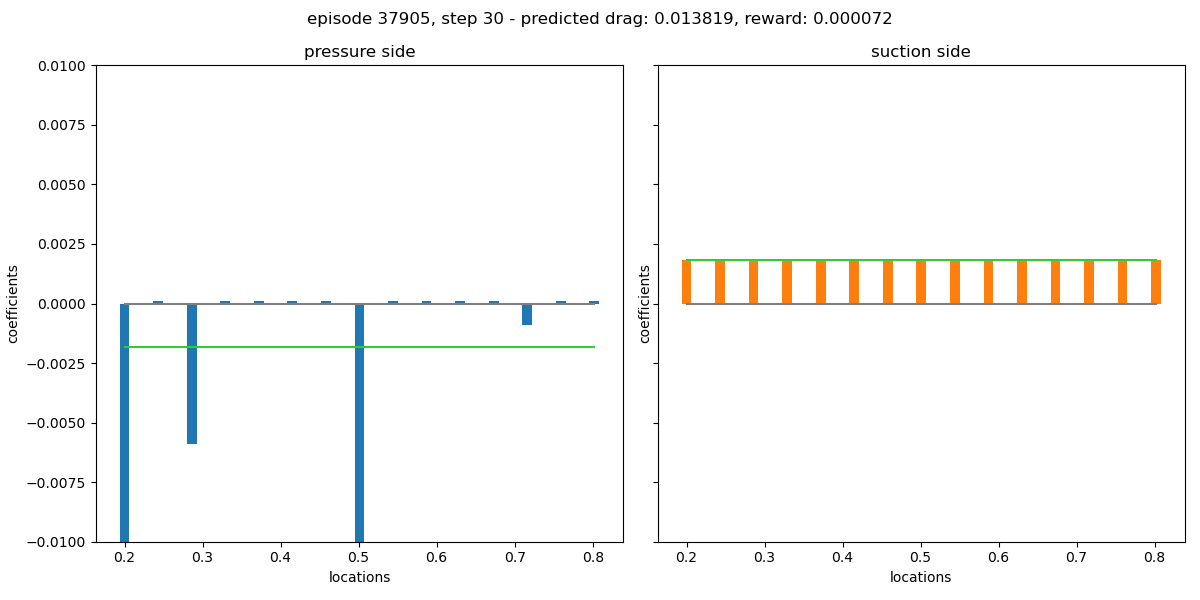 episode 37905, step 30 - predicted drag: 0.013819, reward: 0.000072
pressure side
suction side
0.0100
0.0075
0.0050
0.0025
0.0000
−0.0025
−0.0050
−0.0075
−0.0100
coefficients
coefficients
0.2 0.3 0.4 0.5 0.6 0.7 0.8
0.2 0.3 0.4 0.5 0.6 0.7 0.8
locations
locations